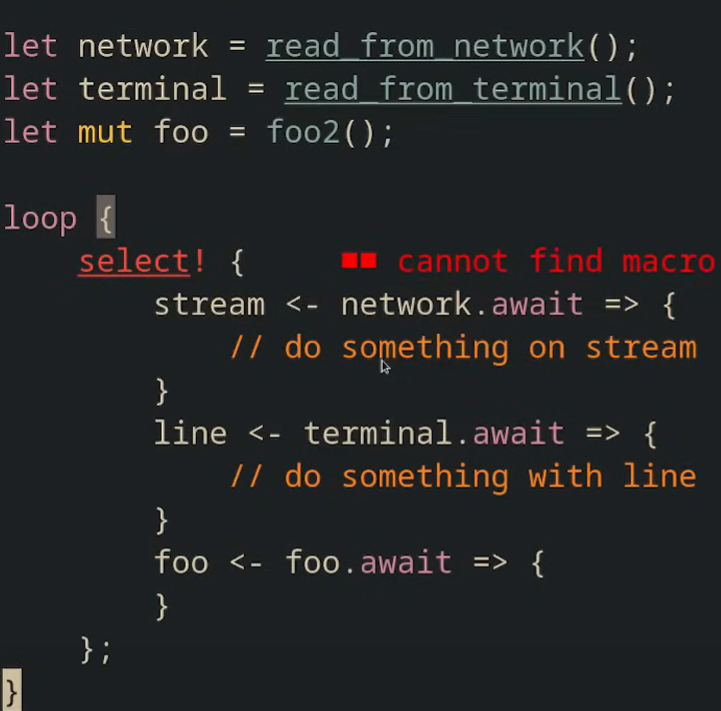 let network = read_from_network();
let terminal = read_from_terminal();
let mut foo = foo2();
loop {
select! { ■■ cannot find macro
stream <- network.await => {
// do something on stream
}
line <- terminal.await => {
// do something with line
}
foo <- foo.await => {
}
};
}